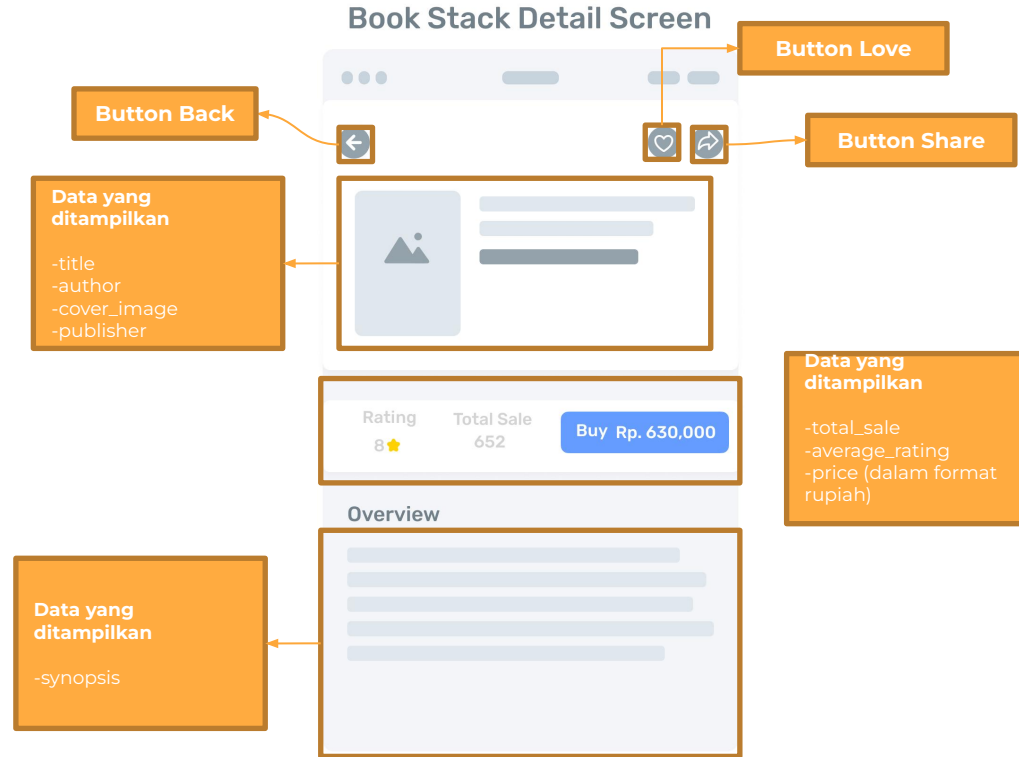 Book Stack Detail Screen
Button Love
Button Back
Button Share
Data yang
ditampilkan
-title
-author
-cover_image
-publisher
Data yang
ditampilkan
-total_sale
-average_rating
-price (dalam format
rupiah)
Rating
8
Total Sale
652
Buy Rp. 630,000
Overview
Data yang
ditampilkan
-synopsis